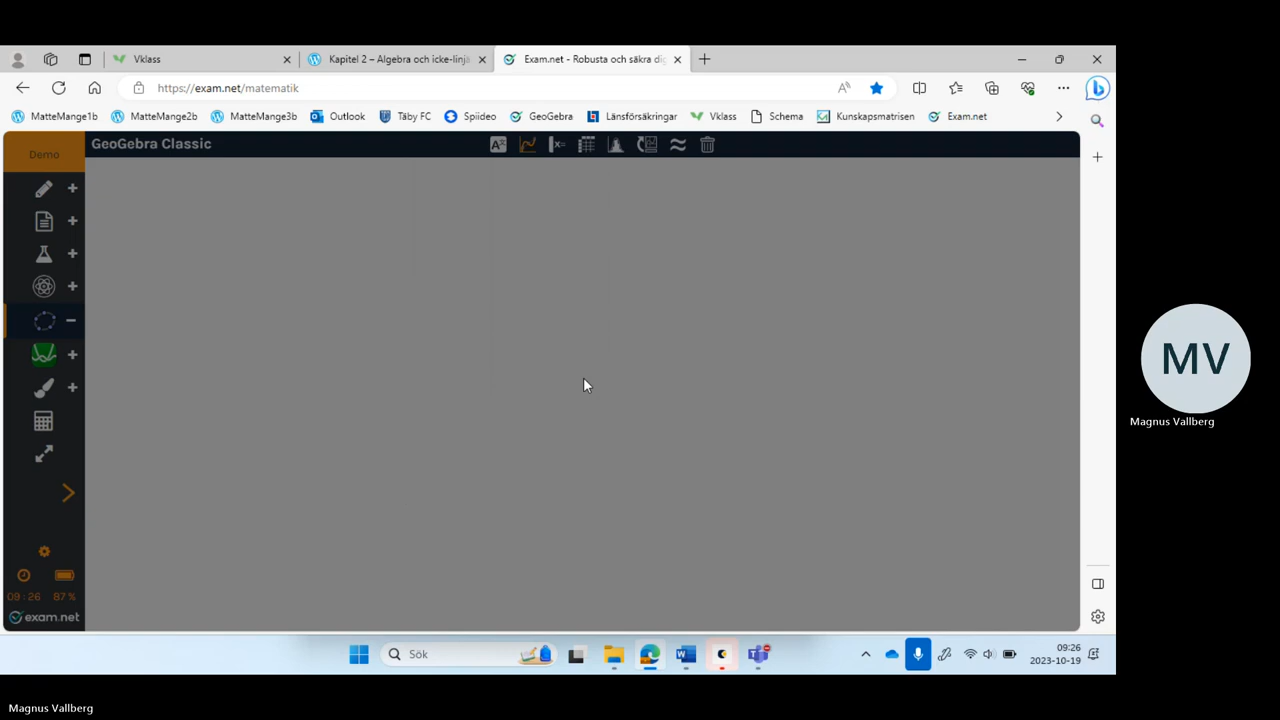 Vklass
Kapitel 2 – Algebra och icke-linjä
Exam.net - Robusta och säkra dig
https://exam.net/matematik
MatteMange1b
MatteMange2b
MatteMange3b
Outlook
Täby FC
Spiideo
GeoGebra
Länsförsäkringar
Vklass
Schema
Kunskapsmatrisen
Exam.net
Demo
GeoGebra Classic
MV
Magnus Vallberg
09:26
87%
exam.net
Sök
09:26
2023-10-19
Magnus Vallberg